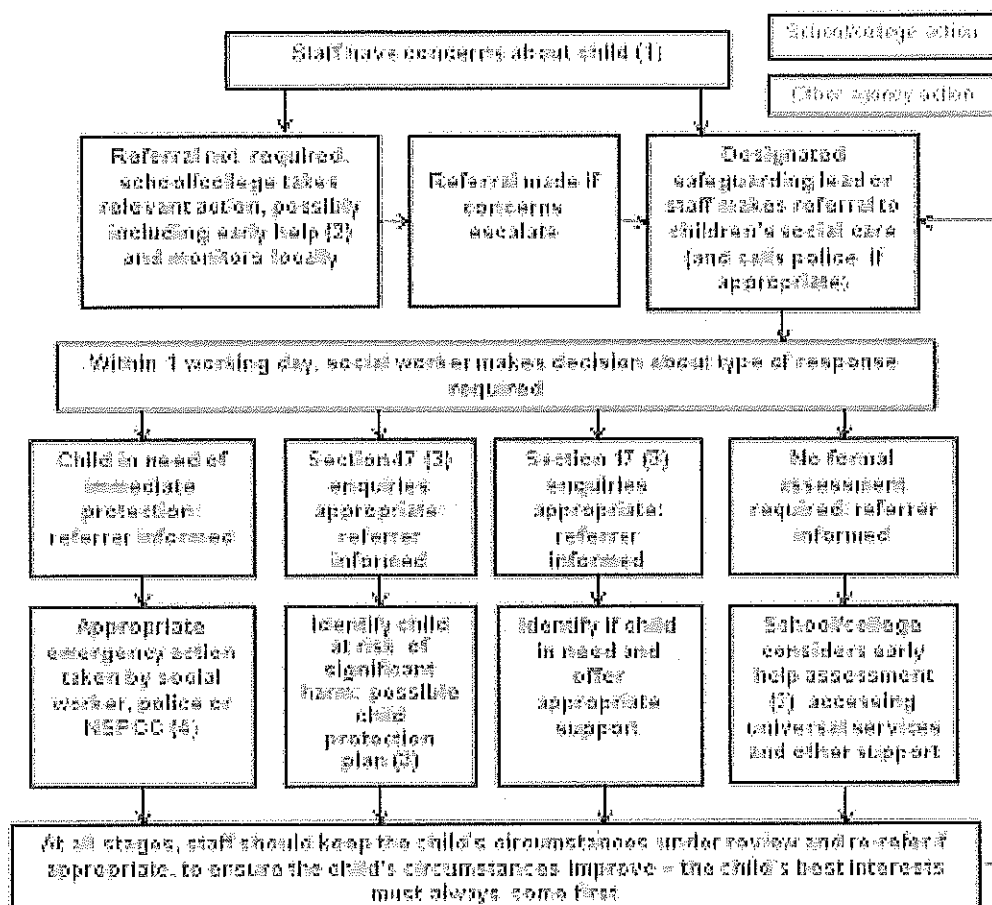 School/college action
Other agency action
Staff have concerns about child (1)
Referral not required,
school/college takes
relevant action, possibly
including early help (2)
and monitors locally
Referral made if
concerns
escalate
Designated
safeguarding lead or
staff makes referral to
children's social care
(and calls police if
appropriate)
Within 1 working day, social worker makes decision about type of response
required
Child in need of
immediate
protection:
referrer informed
Section 47 (3)
enquiries
appropriate:
referrer
informed
Section 17 (3)
enquiries
appropriate:
referrer
informed
No formal
assessment
required: referrer
informed
Appropriate
emergency action
taken by social
worker, police or
NSPCC (4)
Identify child
at risk of
significant
harm: possible
child
protection
plan (3)
Identify if child
in need and
offer
appropriate
support
School/college
considers early
help assessment
(2) accessing
universal services
and other support
At all stages, staff should keep the child's circumstances under review and re-refer if
appropriate, to ensure the child's circumstances improve – the child's best interests
must always come first